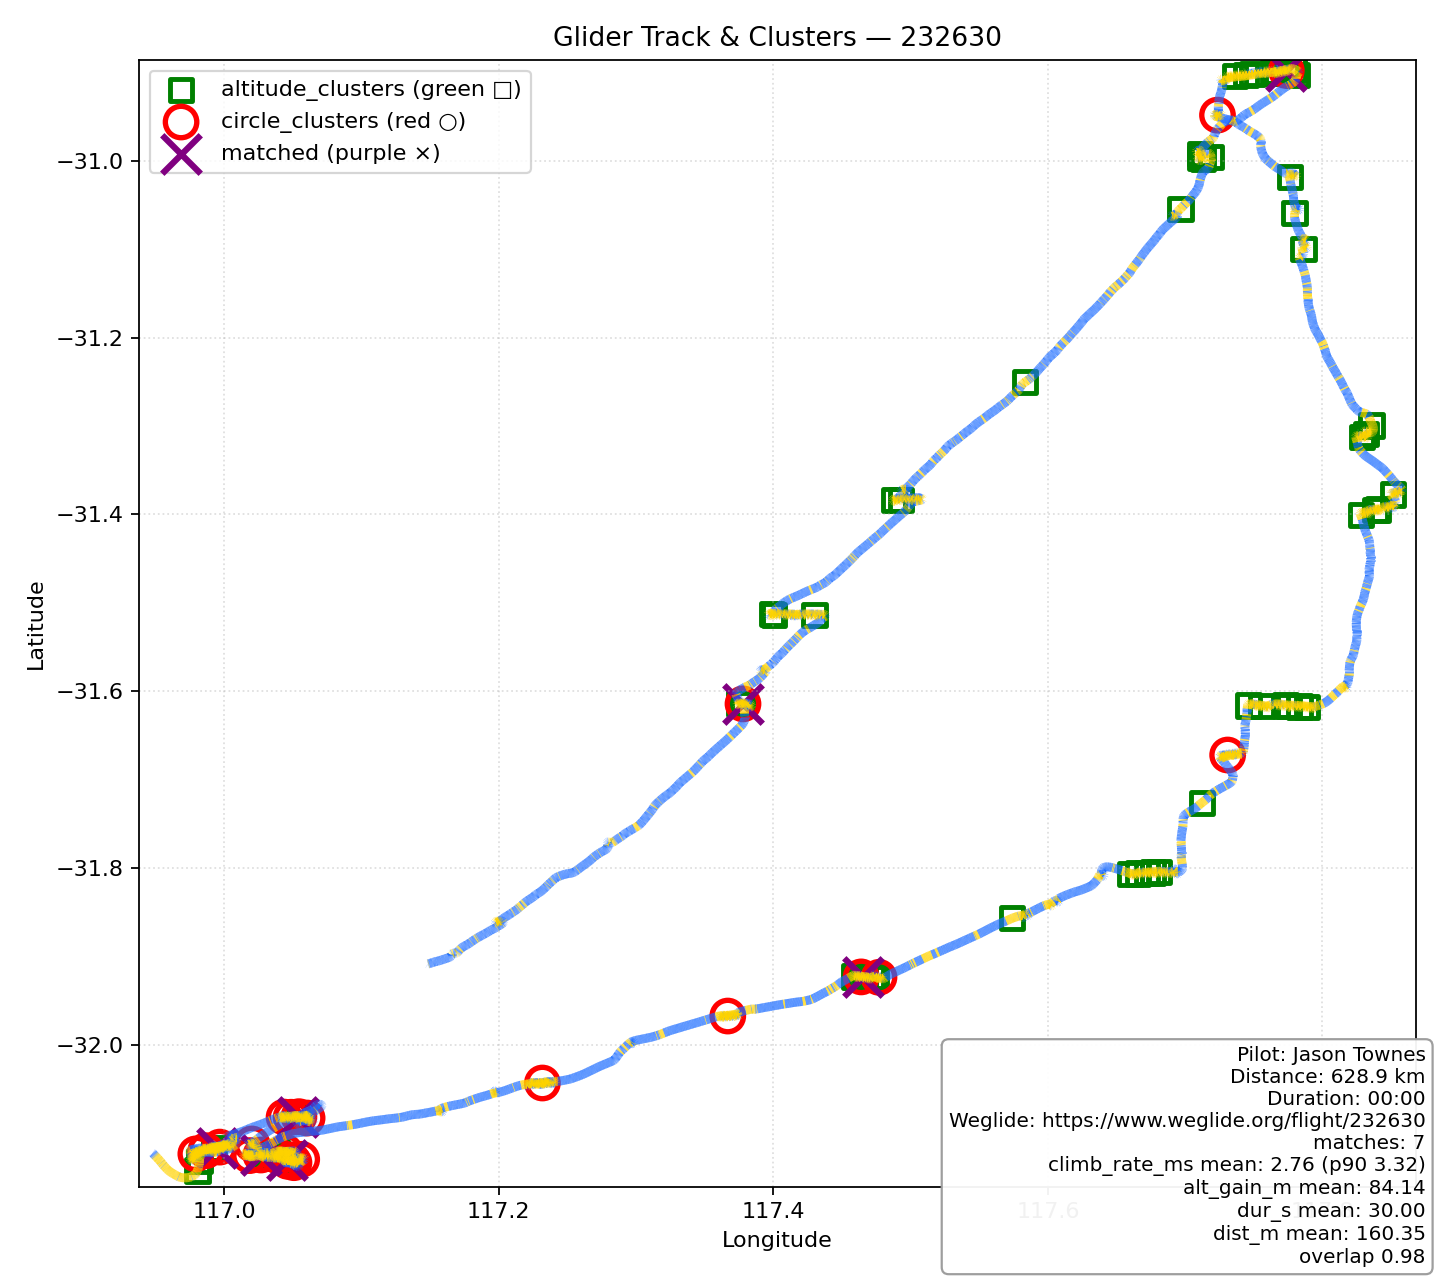 Glider Track & Clusters — 232630
altitude_clusters (green □)
circle_clusters (red ○)
matched (purple ×)
−31.0
−31.2
−31.4
−31.6
−31.8
−32.0
Latitude
117.0
117.2
117.4
117.6
Longitude
Pilot: Jason Townes
Distance: 628.9 km
Duration: 00:00
Weglide: https://www.weglide.org/flight/232630
matches: 7
climb_rate_ms mean: 2.76 (p90 3.32)
alt_gain_m mean: 84.14
dur_s mean: 30.00
dist_m mean: 160.35
overlap 0.98